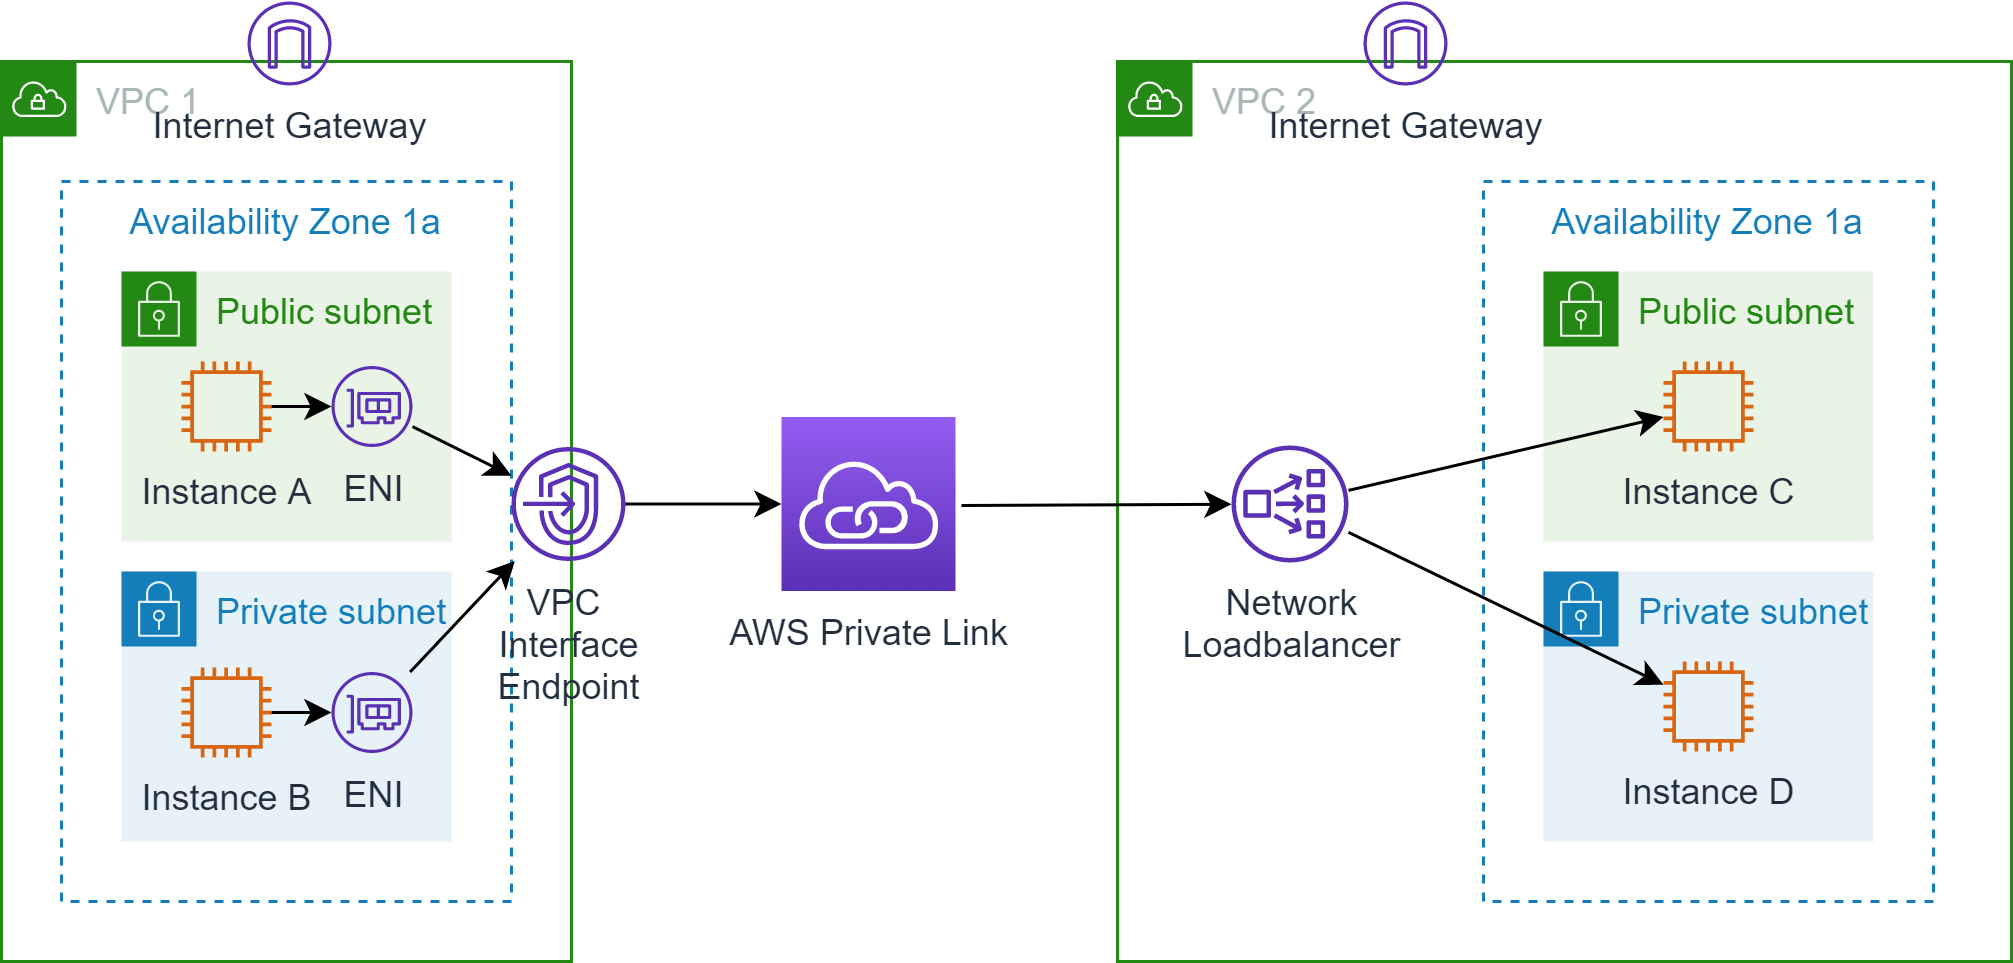 VPC 1
Internet Gateway
Availability Zone 1a
Public subnet
Instance A
ENI
Private subnet
Instance B
ENI
VPC
Interface
Endpoint
AWS Private Link
VPC 2
Internet Gateway
Network
Loadbalancer
Availability Zone 1a
Public subnet
Instance C
Private subnet
Instance D